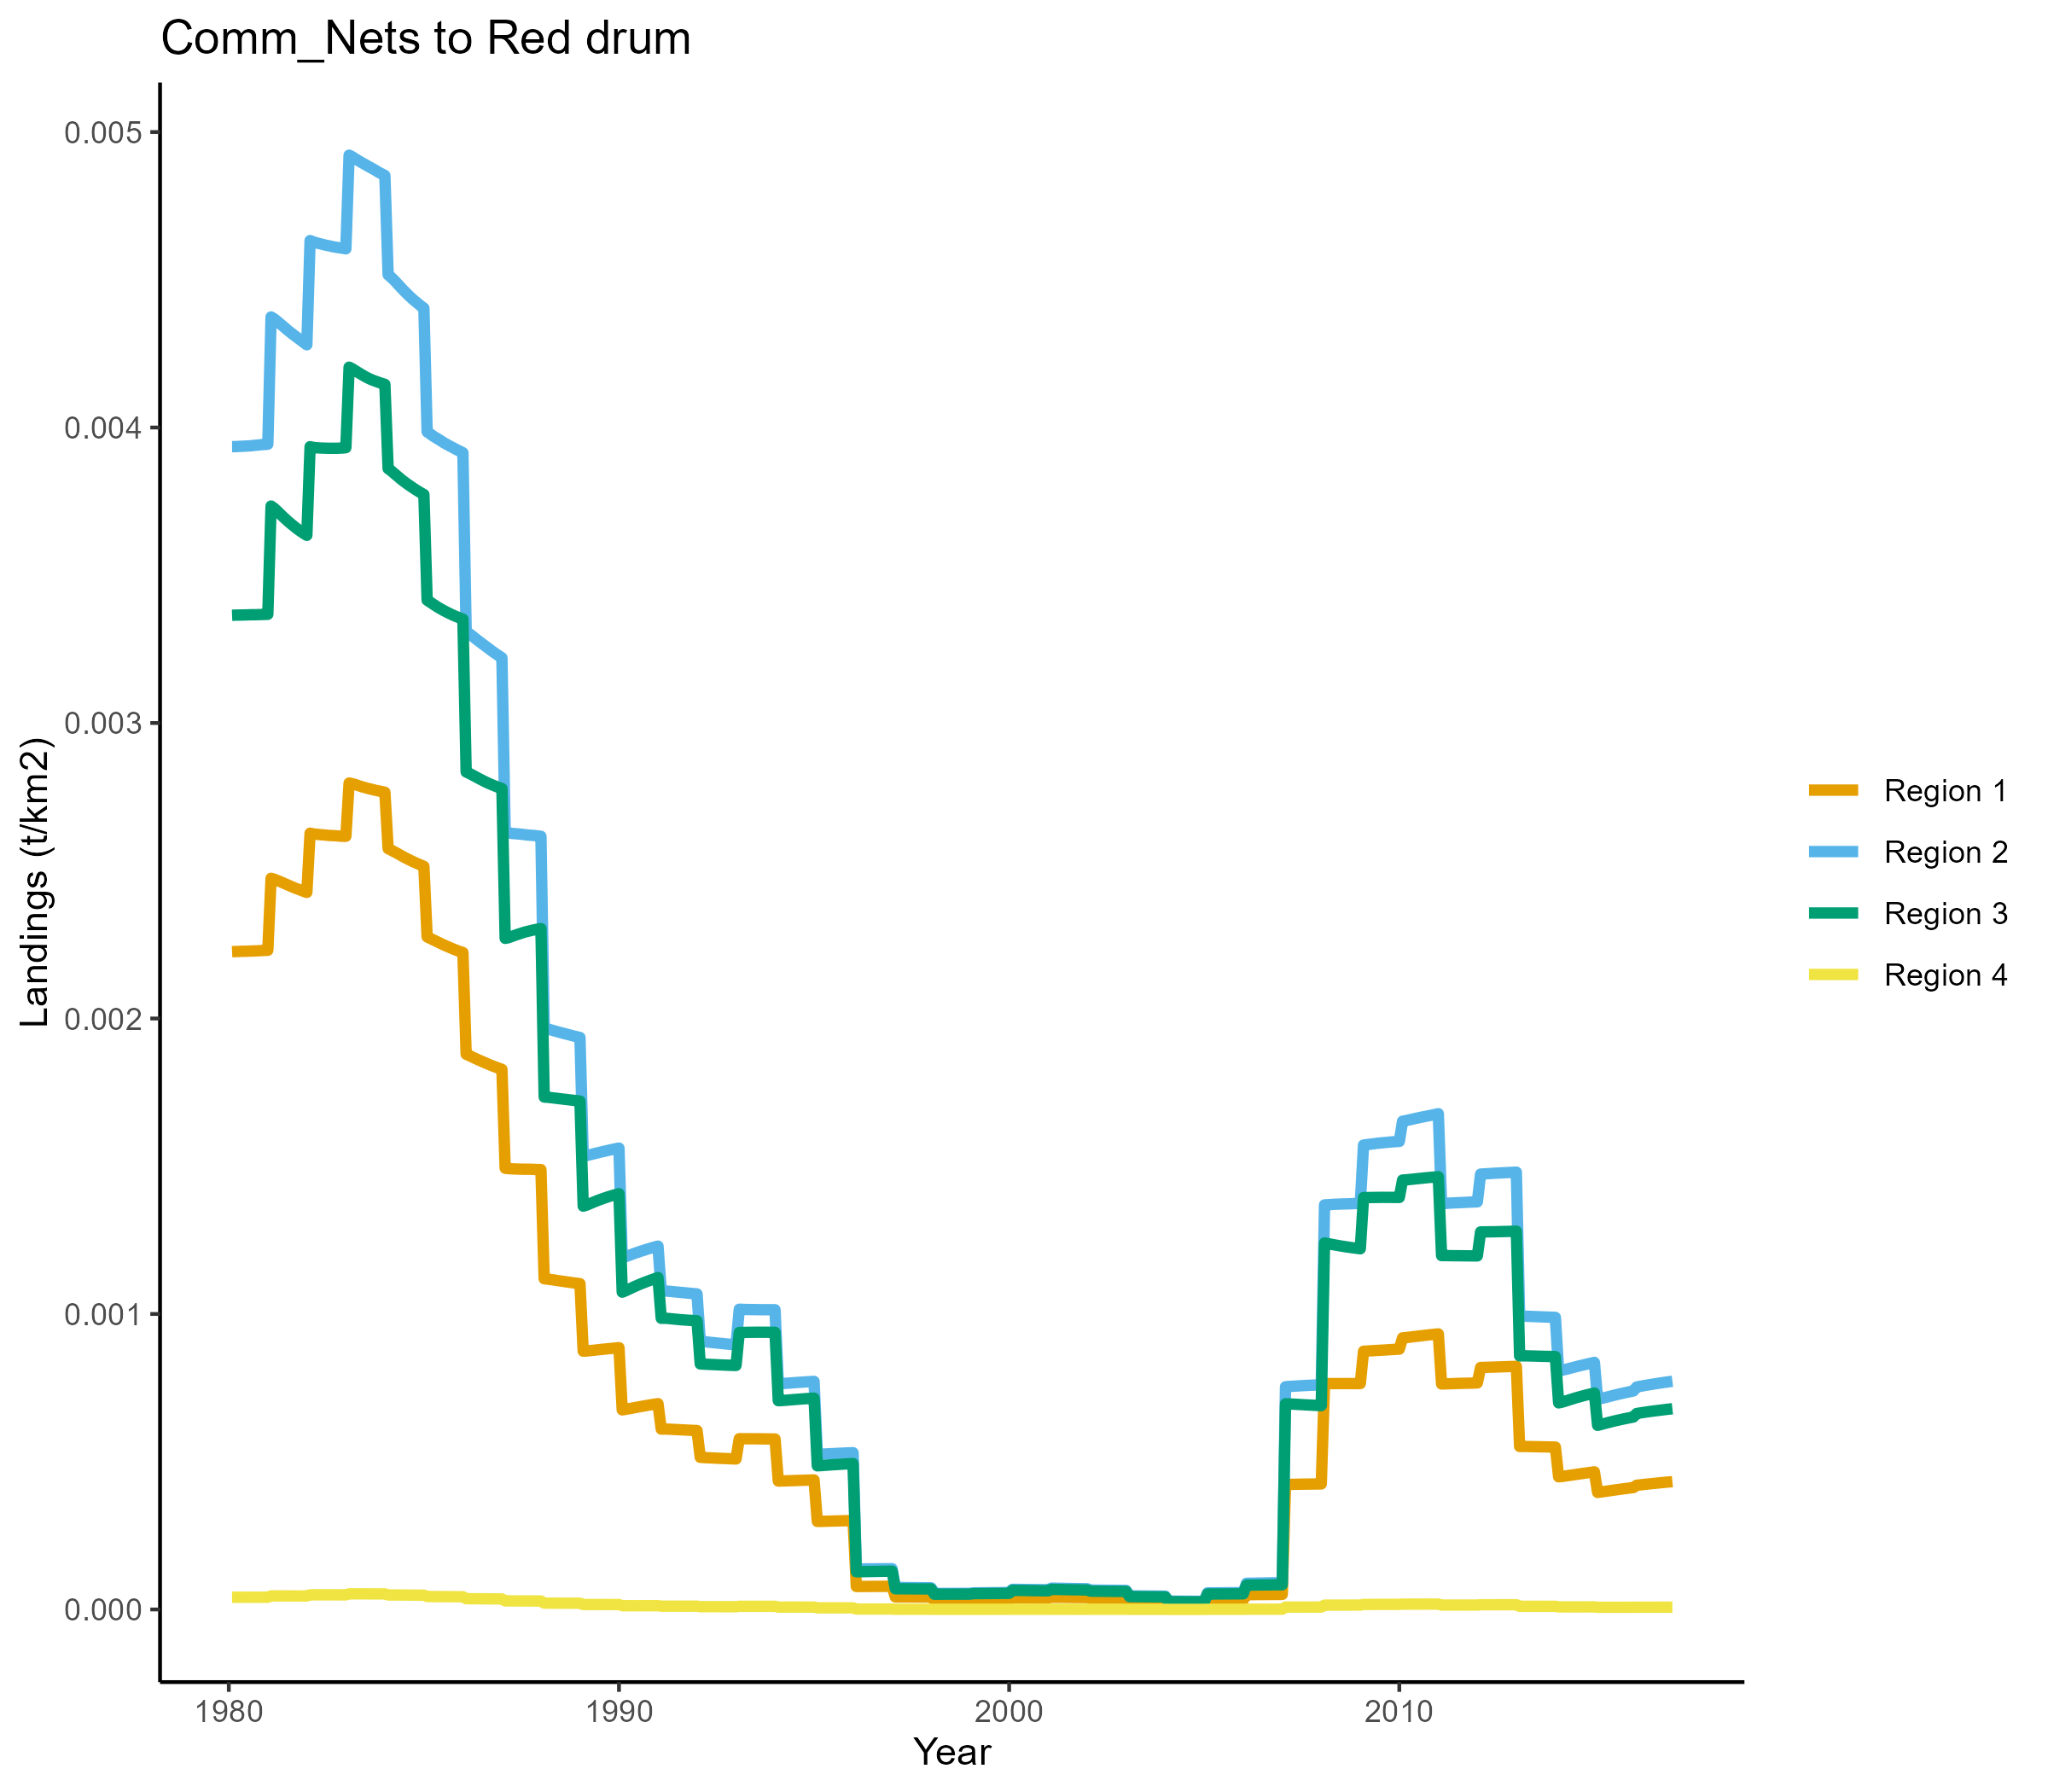 Comm_Nets to Red drum
0.005
0.004
0.003
0.002
0.001
0.000
Landings (t/km2)
1980 1990 2000 2010
Year
Region 1
Region 2
Region 3
Region 4